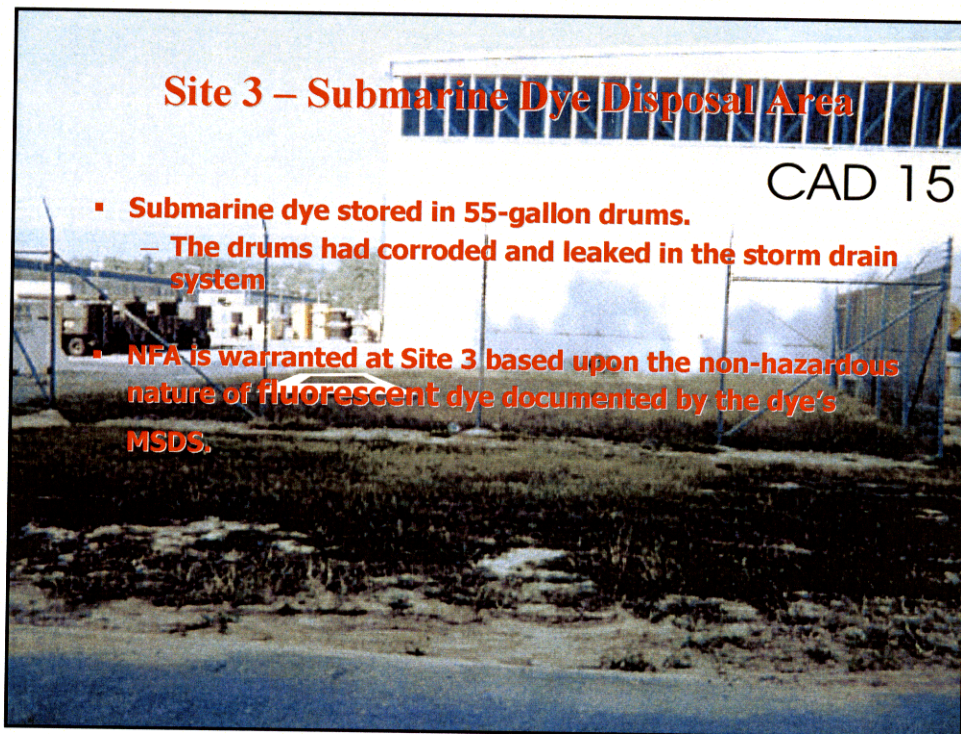 Site 3 – Submarine Dye Disposal Area
CAD 15
▪ Submarine dye stored in 55-gallon drums.
– The drums had corroded and leaked in the storm drain
system
▪ NFA is warranted at Site 3 based upon the non-hazardous
nature of fluorescent dye documented by the dye's
MSDS.